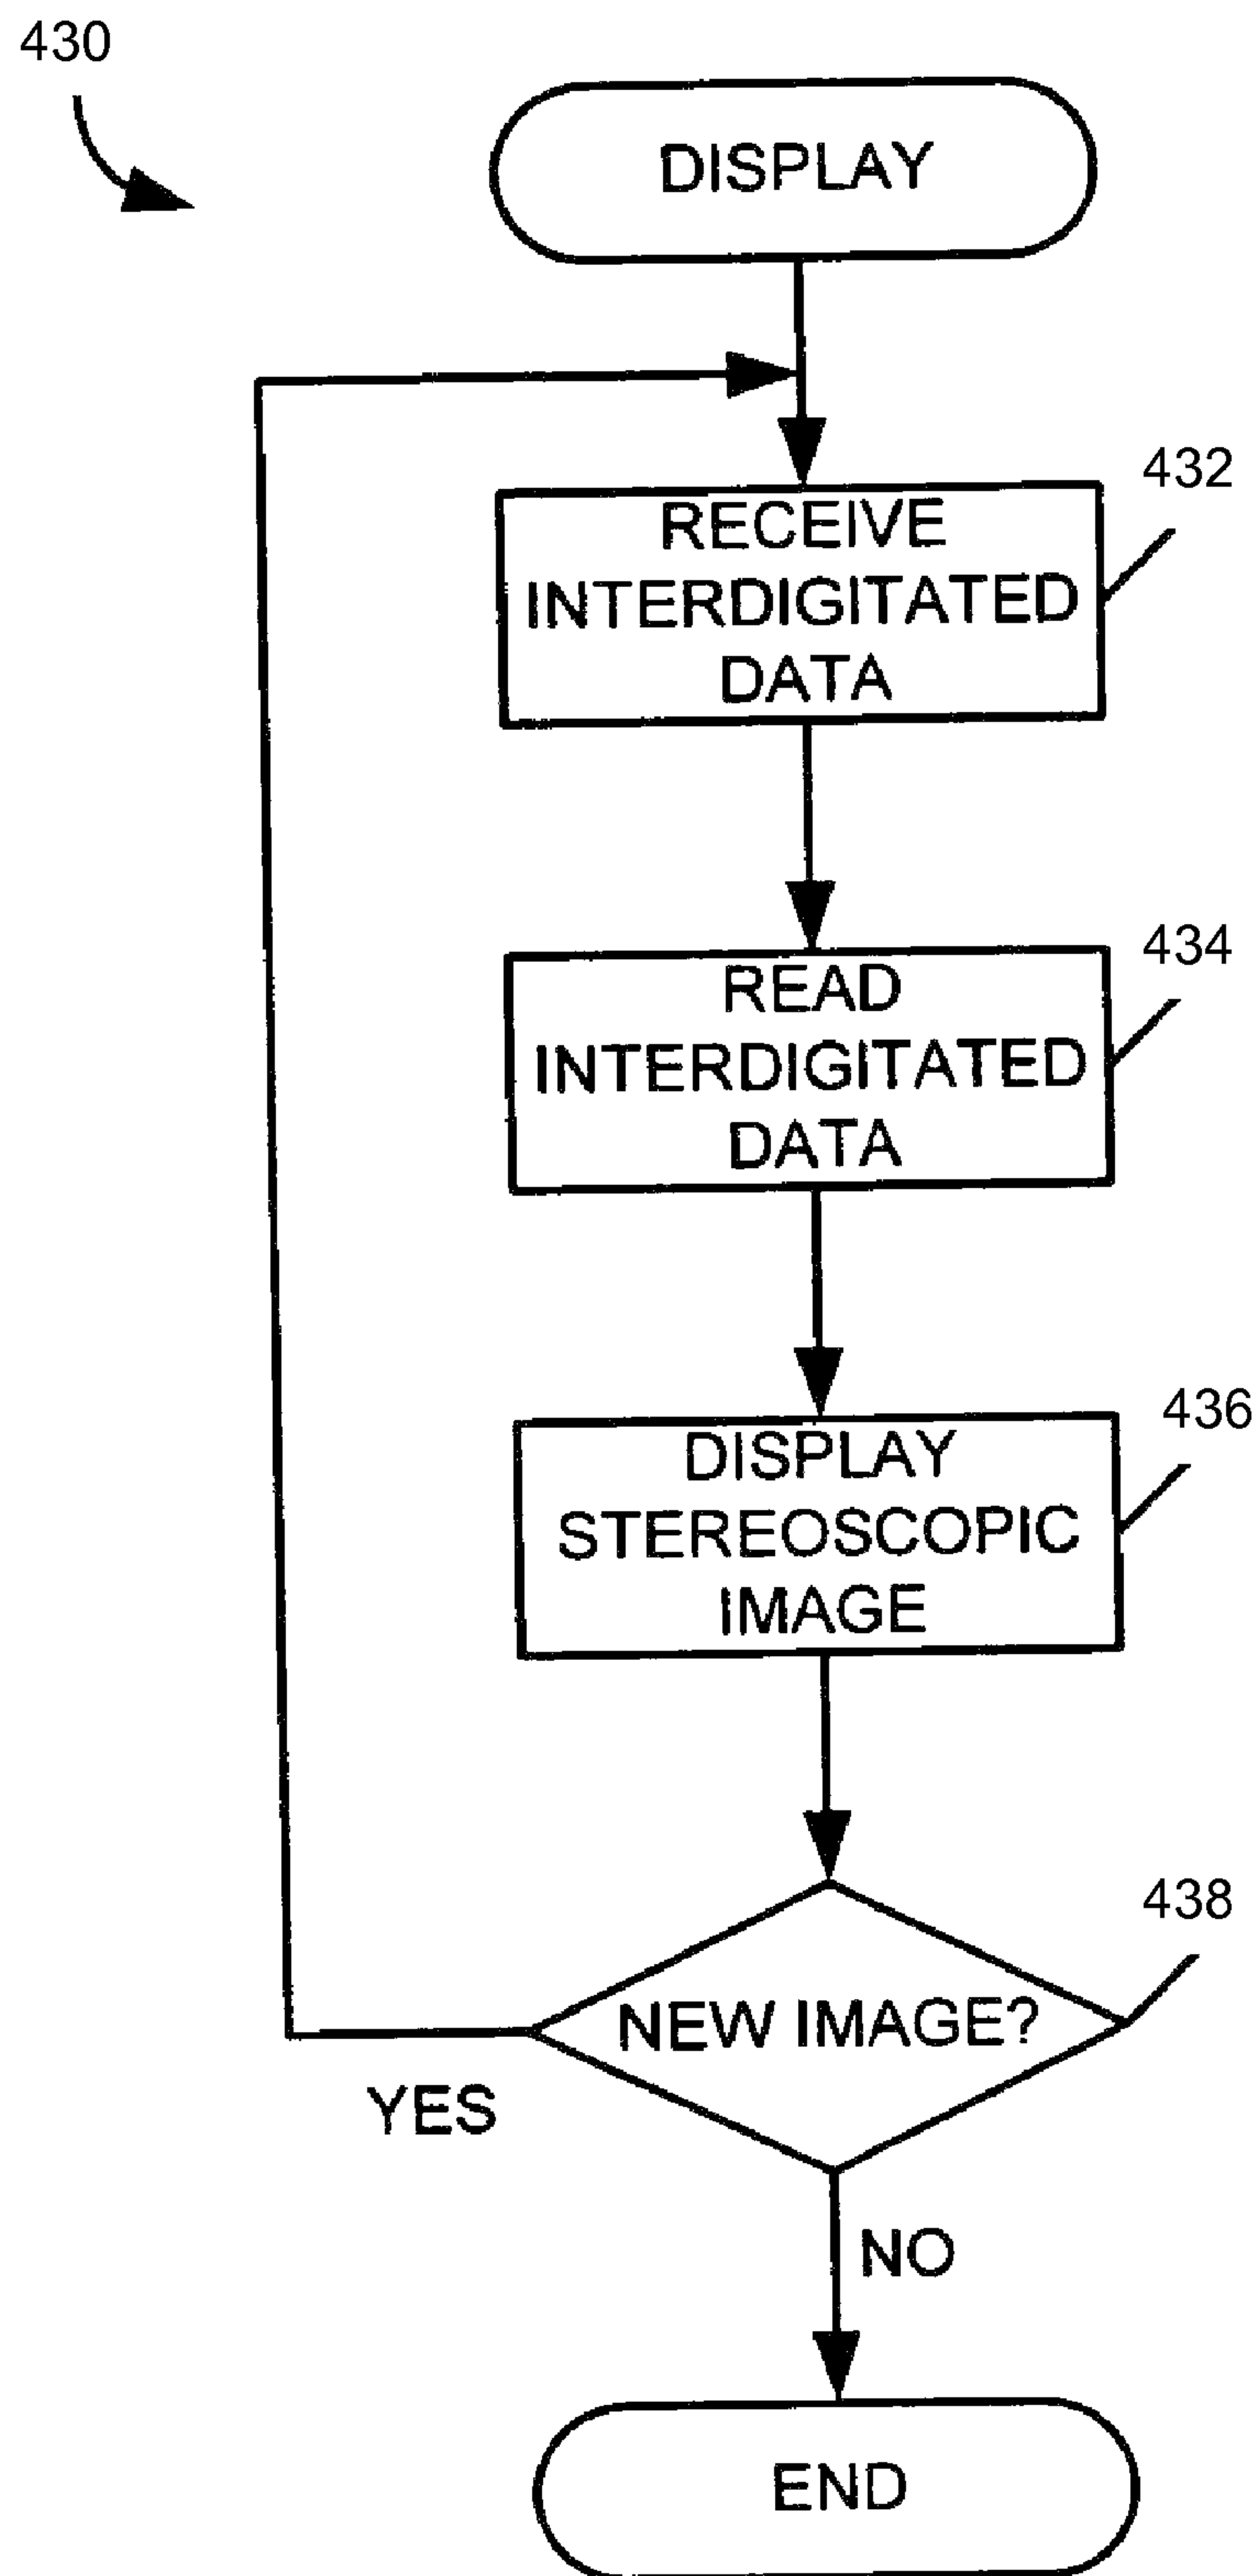 430
DISPLAY
432
RECEIVE
INTERDIGITATED
DATA
434
READ
INTERDIGITATED
DATA
436
DISPLAY
STEREOSCOPIC
IMAGE
438
NEW IMAGE?
YES
NO
END